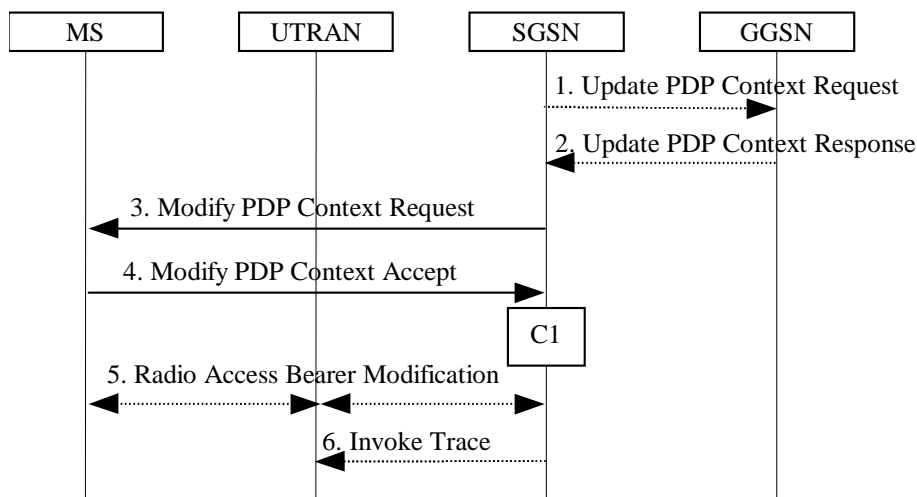 MS UTRAN SGSN GGSN
1. Update PDP Context Request
2. Update PDP Context Response
3. Modify PDP Context Request
4. Modify PDP Context Accept
C1
5. Radio Access Bearer Modification
6. Invoke Trace